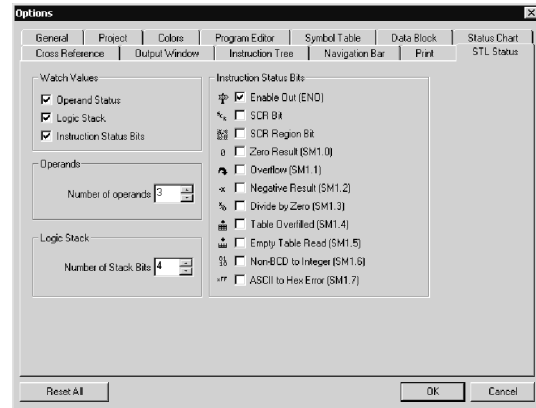 Options
General Project Colors Program Editor Symbol Table Data Block Status Chart
Cross Reference Output Window Instruction Tree Navigation Bar Print STL Status
Watch Values
Operand Status
Logic Stack
Instruction Status Bits
Operands
Number of operands 3
Logic Stack
Number of Stack Bits 4
Instruction Status Bits
Enable Out (ENO)
SCR Bit
SCR Region Bit
Zero Result (SM1.0)
Overflow (SM1.1)
Negative Result (SM1.2)
Divide by Zero (SM1.3)
Table Overfilled (SM1.4)
Empty Table Read (SM1.5)
Non-BCD to Integer (SM1.6)
ASCII to Hex Error (SM1.7)
Reset All OK Cancel